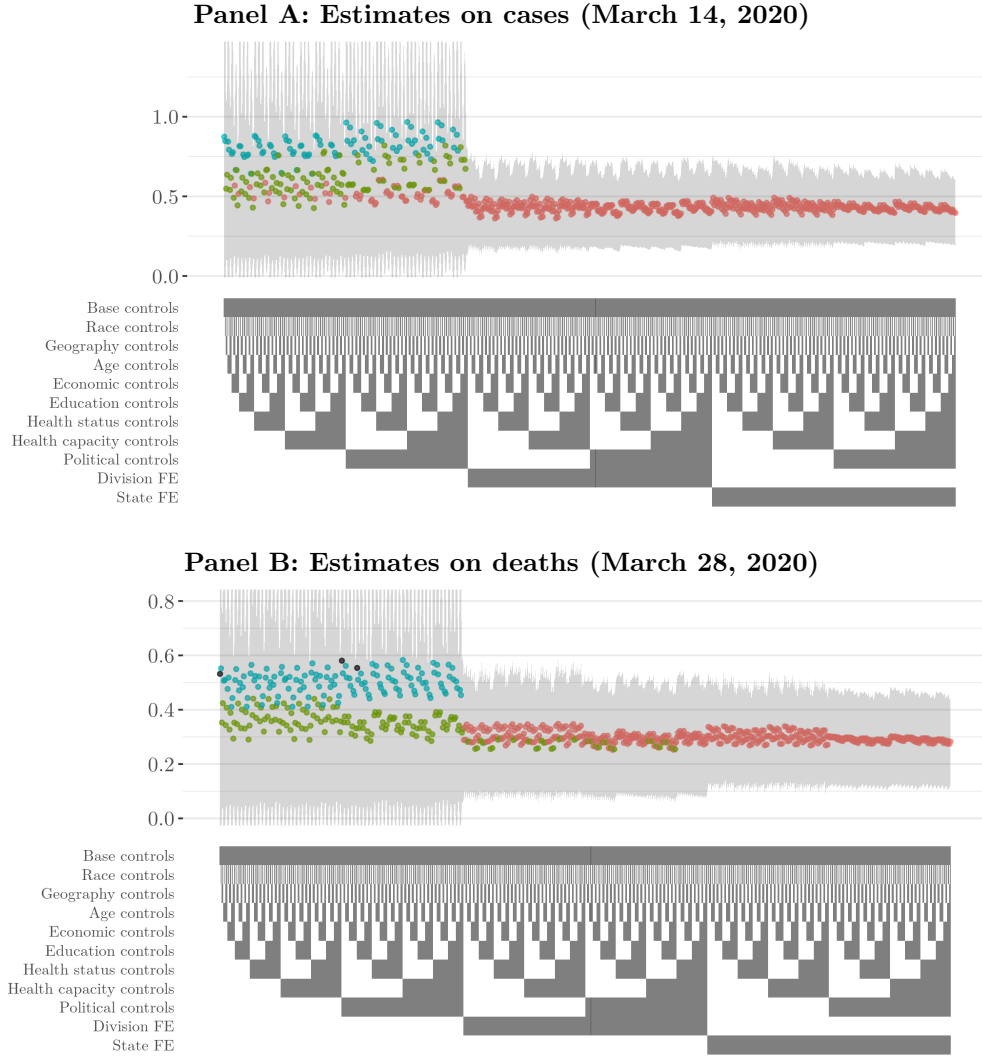 Panel A: Estimates on cases (March 14, 2020)
1.0
0.5
0.0
Base controls
Race controls
Geography controls
Age controls
Economic controls
Education controls
Health status controls
Health capacity controls
Political controls
Division FE
State FE
Panel B: Estimates on deaths (March 28, 2020)
0.8
0.6
0.4
0.2
0.0
Base controls
Race controls
Geography controls
Age controls
Economic controls
Education controls
Health status controls
Health capacity controls
Political controls
Division FE
State FE